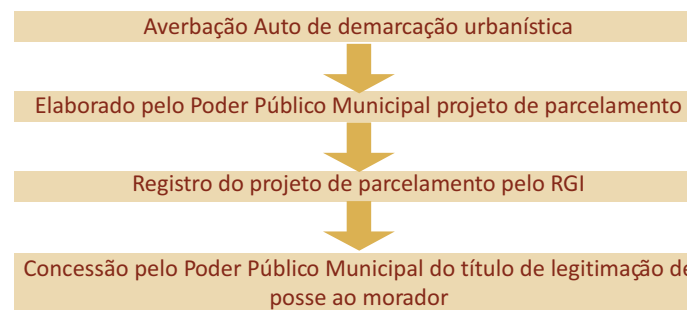 Averbação Auto de demarcação urbanística
Elaborado pelo Poder Público Municipal projeto de parcelamento
Registro do projeto de parcelamento pelo RGI
Concessão pelo Poder Público Municipal do título de legitimação de
posse ao morador